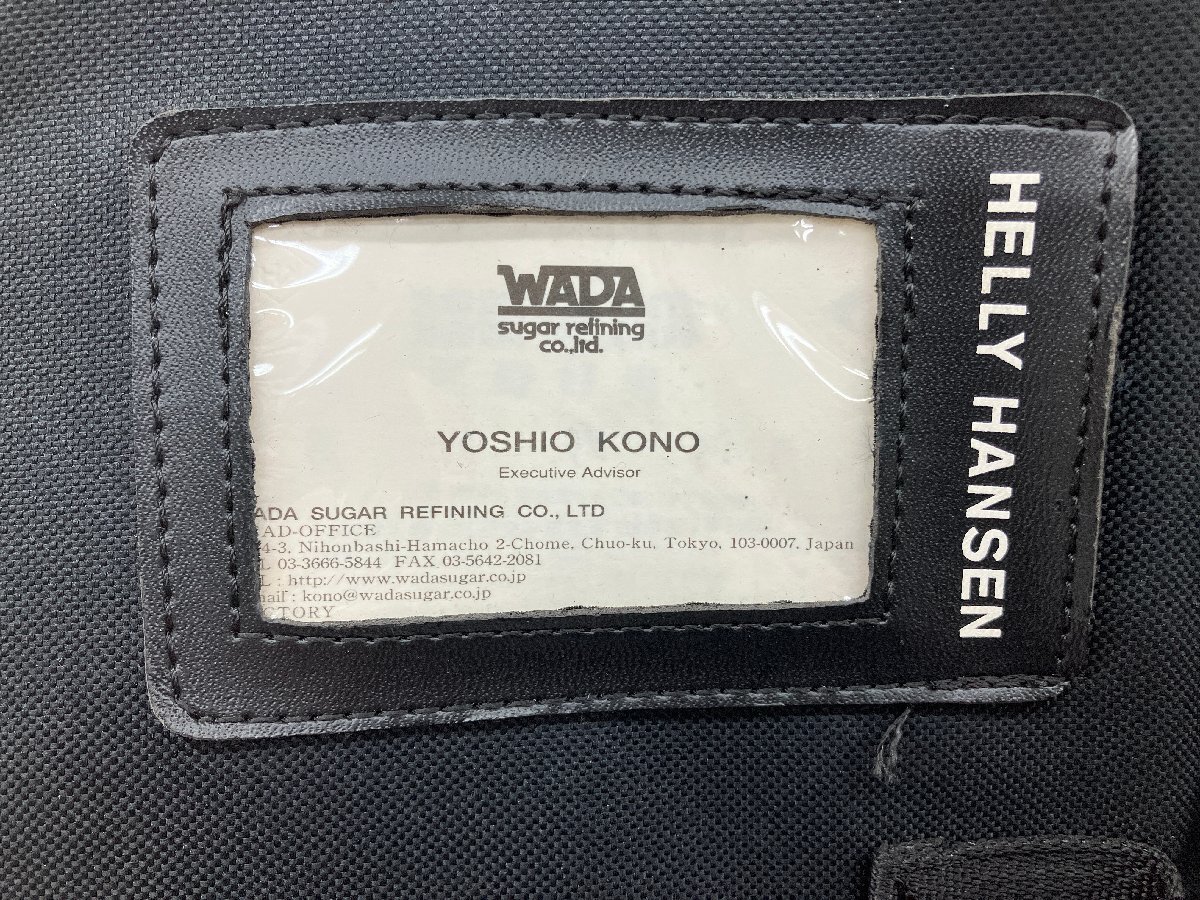 WADA
sugar refining
co.,ltd.
YOSHIO KONO
Executive Advisor
ADA SUGAR REFINING CO., LTD
AD-OFFICE
4-3, Nihonbashi-Hamacho 2-Chome, Chuo-ku, Tokyo, 103-0007, Japan
L 03-3666-5844 FAX 03-5642-2081
L : http://www.wadasugar.co.jp
: kono@wadasugar.co.jp
CTORY
HELLY HANSEN